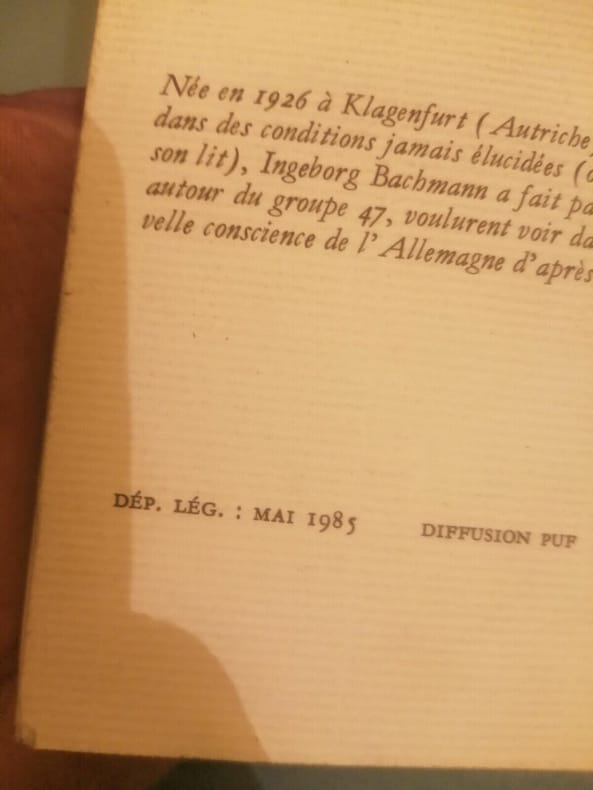 Née en 1926 à Klagenfurt (Autriche)
dans des conditions jamais élucidées (
son lit), Ingeborg Bachmann a fait pa
autour du groupe 47, voulurent voir da
velle conscience de l'Allemagne d'après
DÉP. LÉG. : MAI 1985 DIFFUSION PUF